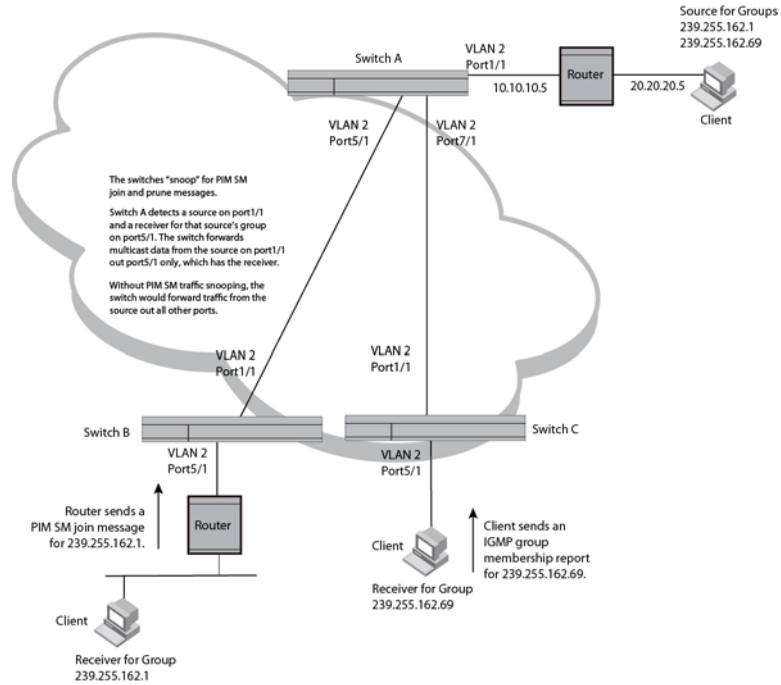 Source for Groups
239.255.162.1
239.255.162.69
VLAN 2
Port1/1
Switch A
Router
10.10.10.5
20.20.20.5
Client
VLAN 2
Port5/1
VLAN 2
Port7/1
The switches "snoop" for PIM SM
join and prune messages.
Switch A detects a source on port1/1
and a receiver for that source's group
on port5/1. The switch forwards
multicast data from the source on port1/1
out port5/1 only, which has the receiver.
Without PIM SM traffic snooping, the
switch would forward traffic from the
source out all other ports.
VLAN 2
Port1/1
VLAN 2
Port1/1
Switch B
Switch C
VLAN 2
Port5/1
VLAN 2
Port5/1
Router sends a
PIM SM join message
for 239.255.162.1.
Router
Client
Receiver for Group
239.255.162.69
Client sends an
IGMP group
membership report
for 239.255.162.69.
Client
Receiver for Group
239.255.162.1